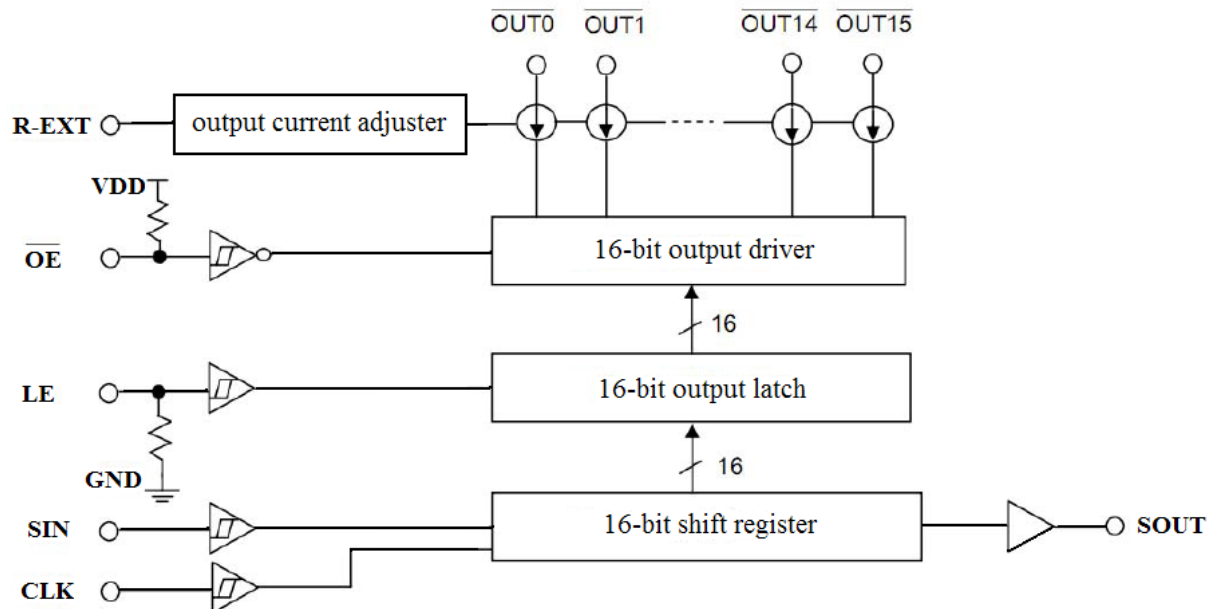 OUT0 OUT1 OUT14 OUT15
R-EXT output current adjuster
VDD
OE 16-bit output driver
16
LE 16-bit output latch
16
GND
SIN 16-bit shift register SOUT
CLK